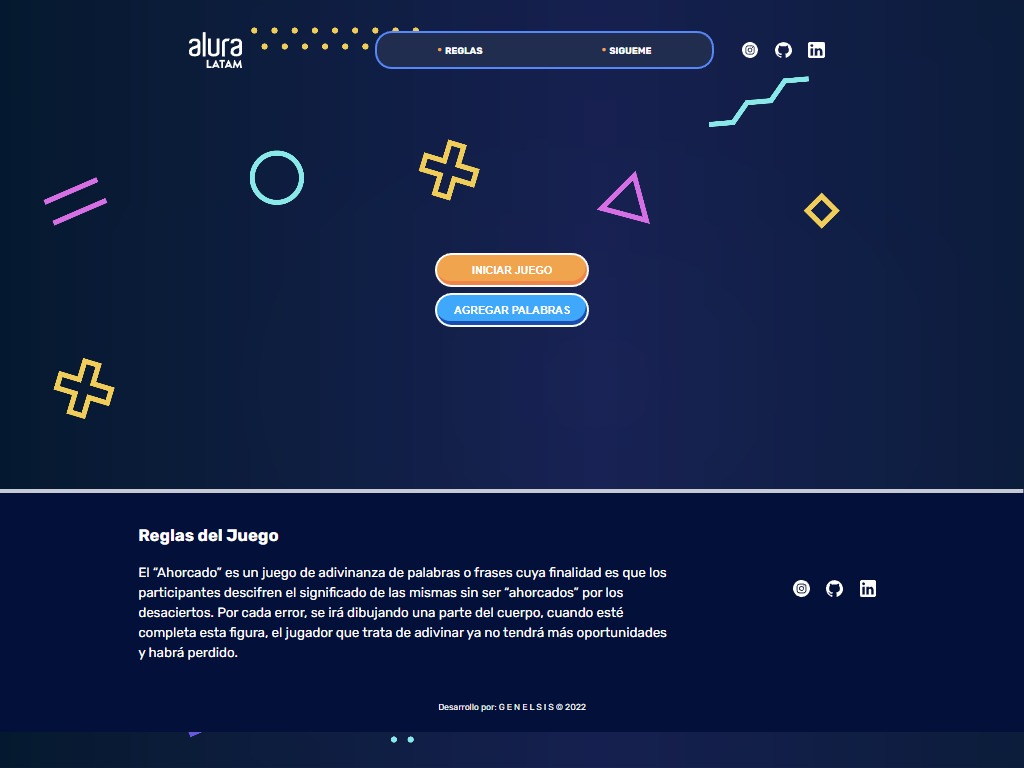 alura
LATAM
REGLAS
SIGUEME
INICIAR JUEGO
AGREGAR PALABRAS
Reglas del Juego
El “Ahorcado” es un juego de adivinanza de palabras o frases cuya finalidad es que los
participantes descifren el significado de las mismas sin ser “ahorcados” por los
desaciertos. Por cada error, se irá dibujando una parte del cuerpo, cuando esté
completa esta figura, el jugador que trata de adivinar ya no tendrá más oportunidades
y habrá perdido.
Desarrollo por: G E N E L S I S © 2022